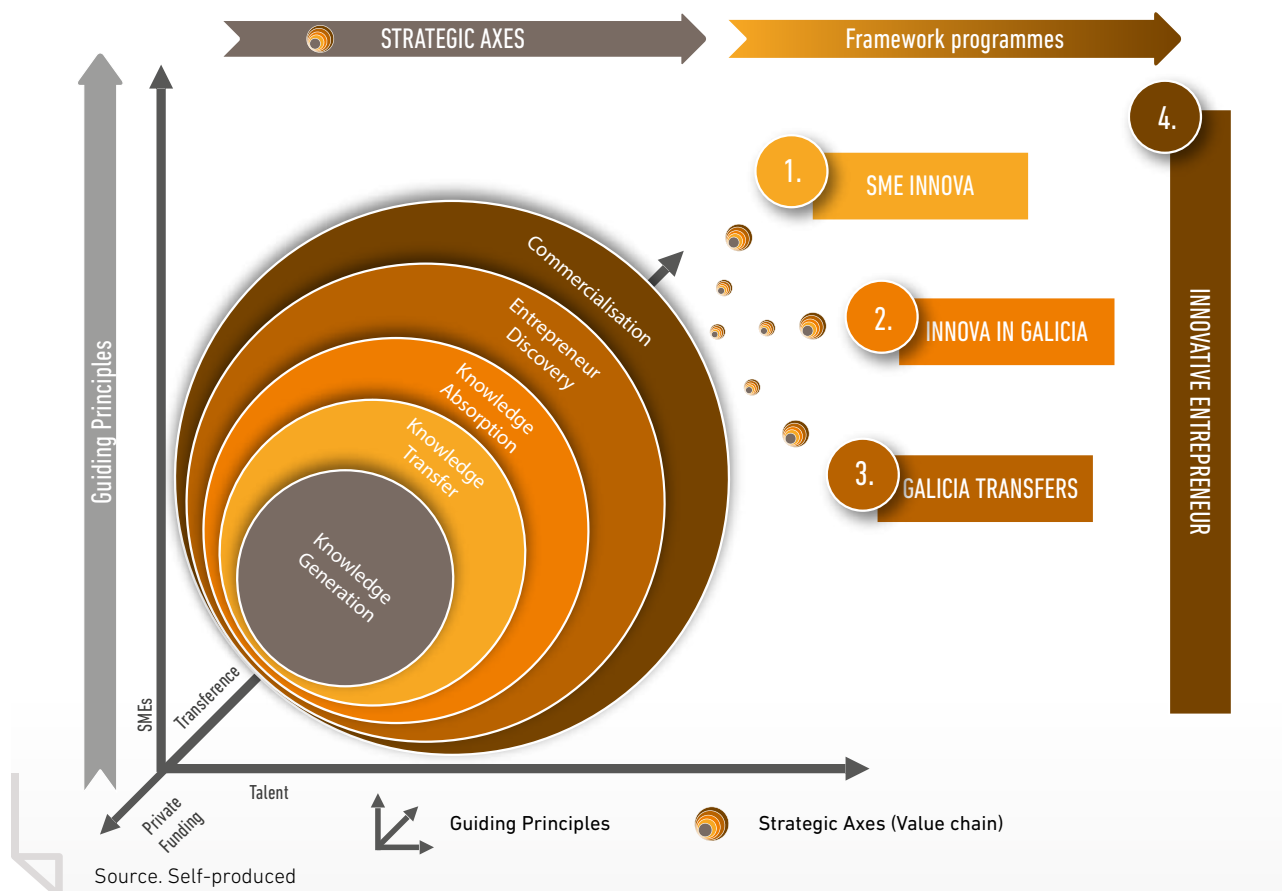 STRATEGIC AXES
Framework programmes
Guiding Principles
4.
1.
SME INNOVA
2.
INNOVA IN GALICIA
3.
GALICIA TRANSFERS
INNOVATIVE ENTREPRENEUR
Commercialisation
Entrepreneur
Discovery
Knowledge
Absorption
Knowledge
Transfer
Knowledge
Generation
SMEs
Transference
Talent
Private
Funding
Guiding Principles
Strategic Axes (Value chain)
Source. Self-produced